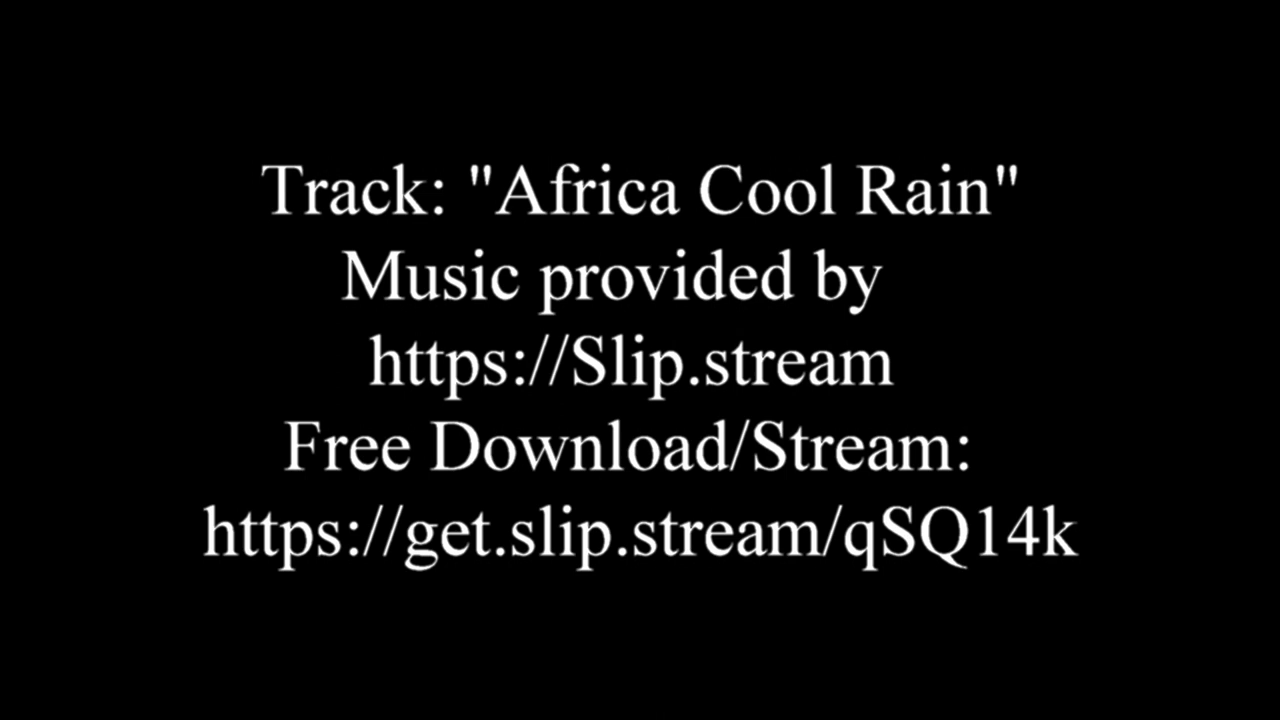 Track: "Africa Cool Rain"
Music provided by
https://Slip.stream
Free Download/Stream:
https://get.slip.stream/qSQ14k